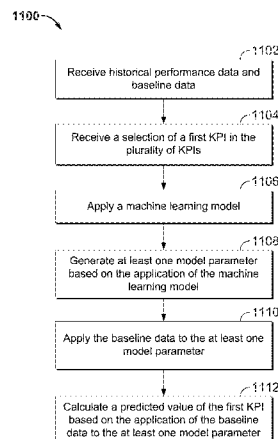 1100
1102
Receive historical performance data and
baseline data
1104
Receive a selection of a first KPI in the
plurality of KPIs
1106
Apply a machine learning model
1108
Generate at least one model parameter
based on the application of the machine
learning model
1110
Apply the baseline data to the at least one
model parameter
1112
Calculate a predicted value of the first KPI
based on the application of the baseline
data to the at least one model parameter